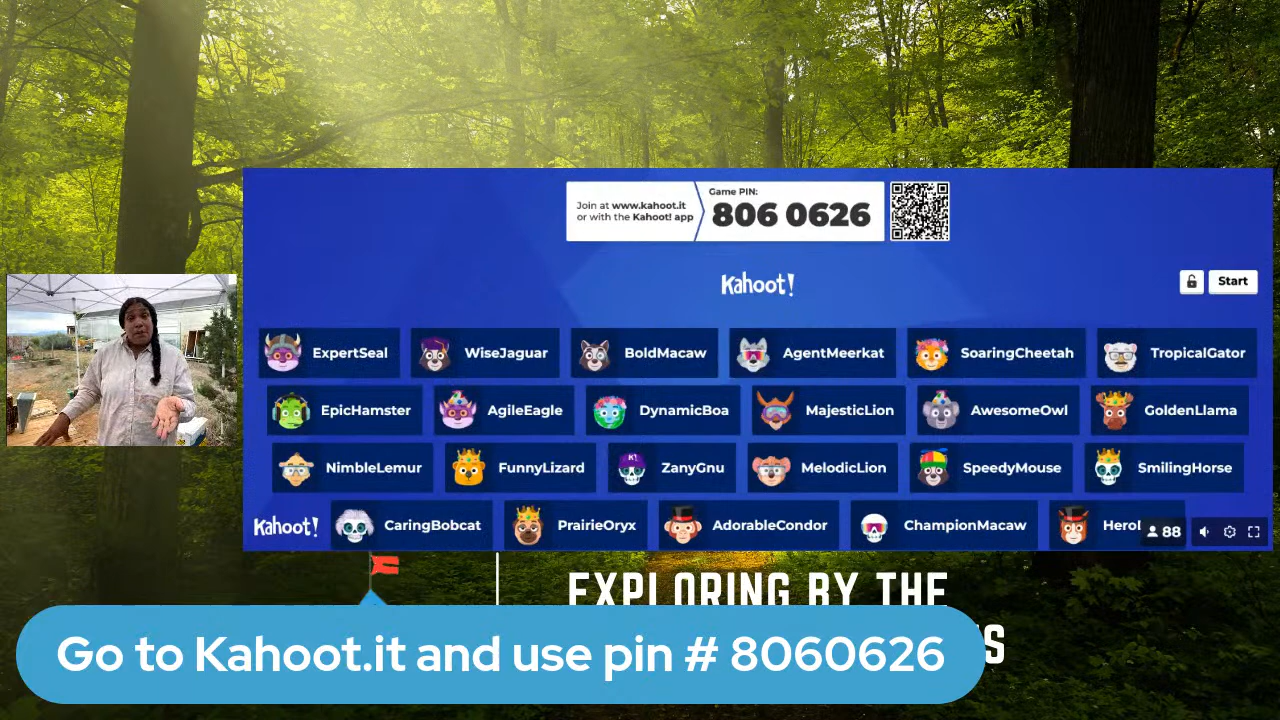 Join at www.kahoot.it
or with the Kahoot! app
Game PIN:
806 0626
Kahoot!
Start
ExpertSeal
WiseJaguar
BoldMacaw
AgentMeerkat
SoaringCheetah
TropicalGator
EpicHamster
AgileEagle
DynamicBoa
MajesticLion
AwesomeOwl
GoldenLlama
NimbleLemur
FunnyLizard
ZanyGnu
MelodicLion
SpeedyMouse
SmilingHorse
Kahoot!
CaringBobcat
PrairieOryx
AdorableCondor
ChampionMacaw
88
EXPLORING BY THE
Go to Kahoot.it and use pin # 8060626